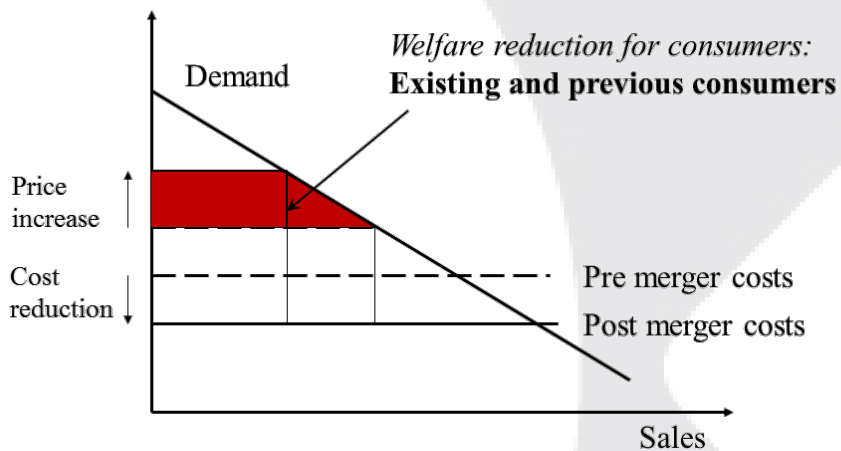 Welfare reduction for consumers:
Demand
Existing and previous consumers
Price
increase
Cost
reduction
Pre merger costs
Post merger costs
Sales